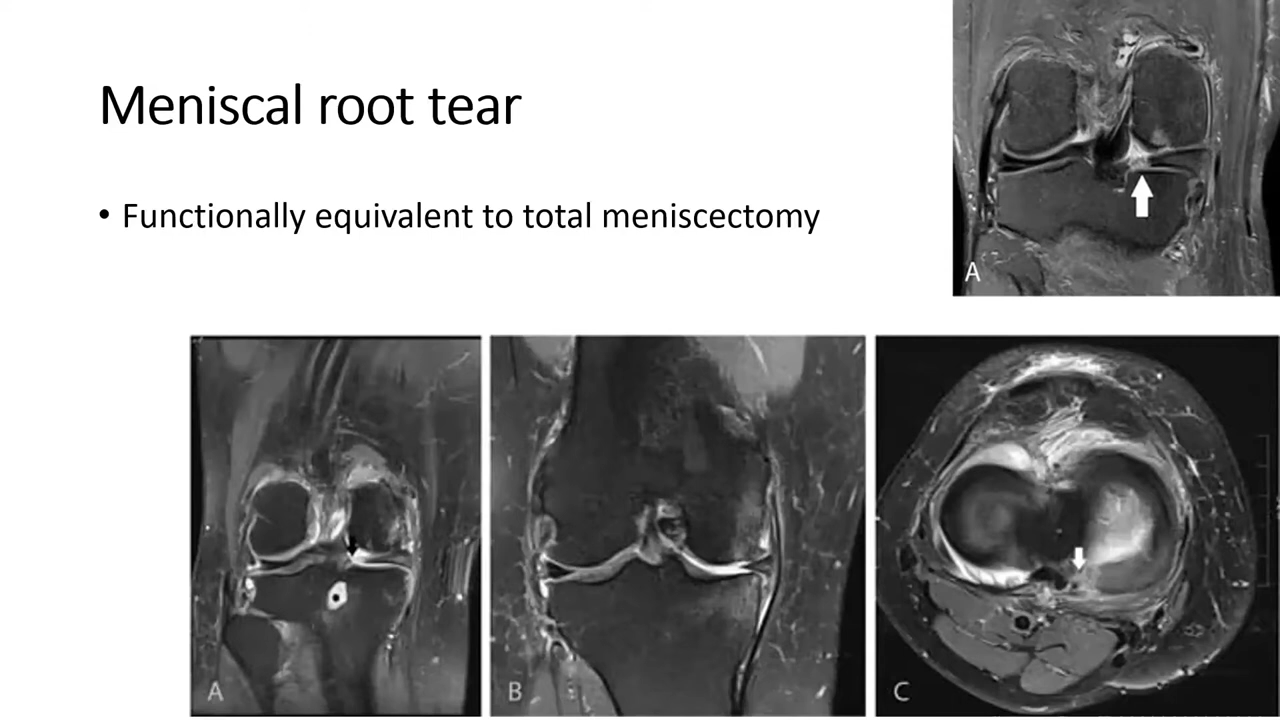 Meniscal root tear
• Functionally equivalent to total meniscectomy
A
A
B
C